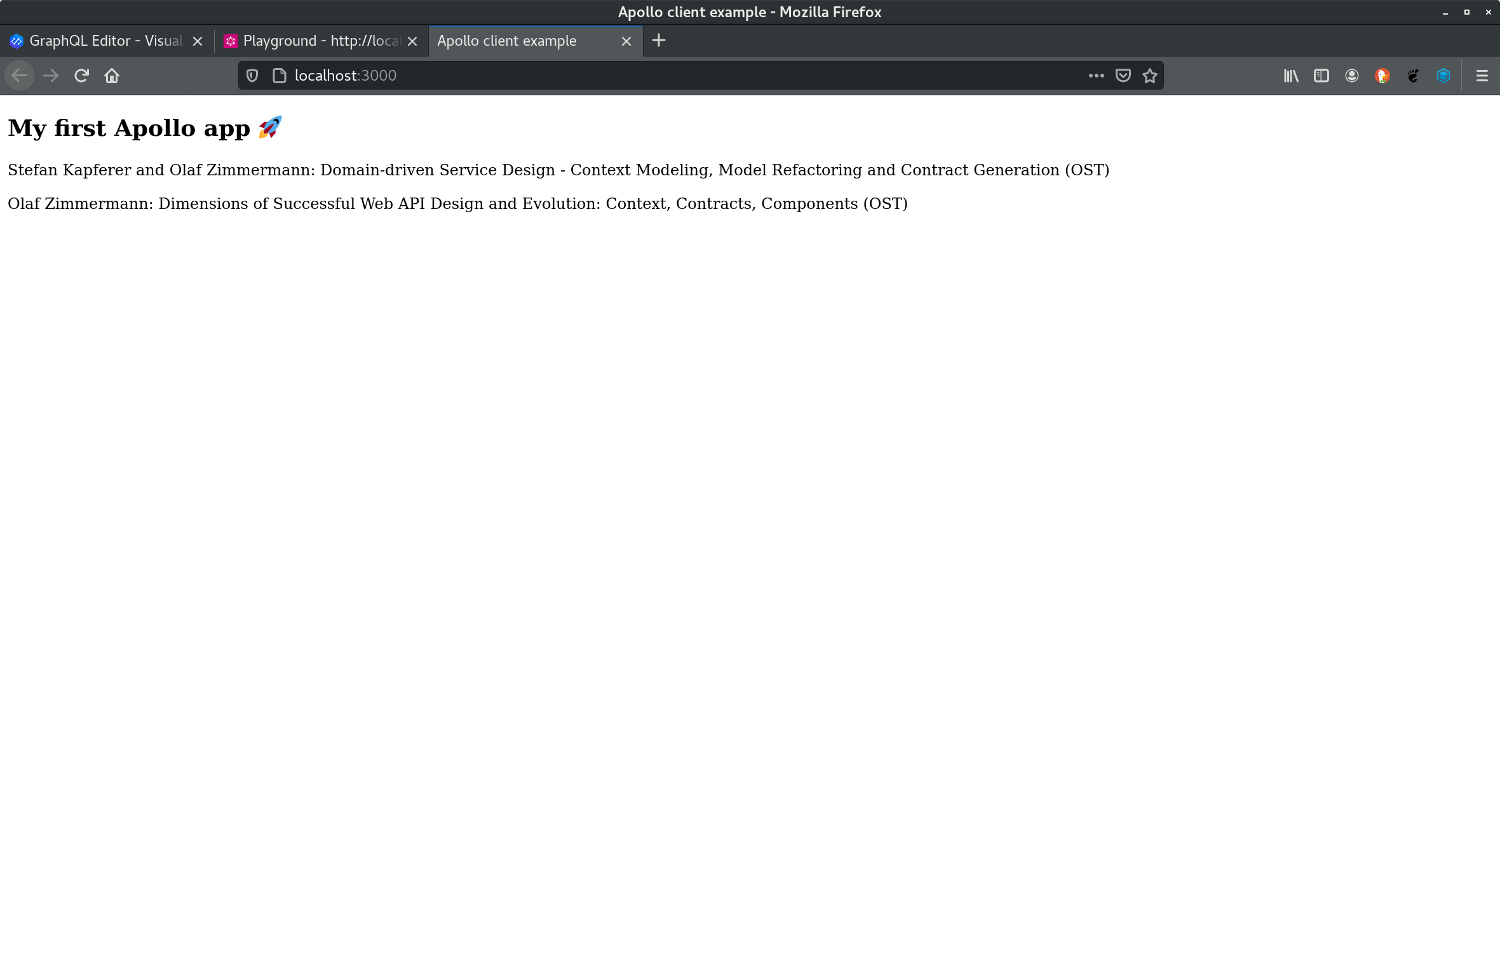 Apollo client example - Mozilla Firefox
GraphQL Editor - Visual
Playground - http://local
Apollo client example
localhost:3000
My first Apollo app 🚀
Stefan Kapferer and Olaf Zimmermann: Domain-driven Service Design - Context Modeling, Model Refactoring and Contract Generation (OST)
Olaf Zimmermann: Dimensions of Successful Web API Design and Evolution: Context, Contracts, Components (OST)